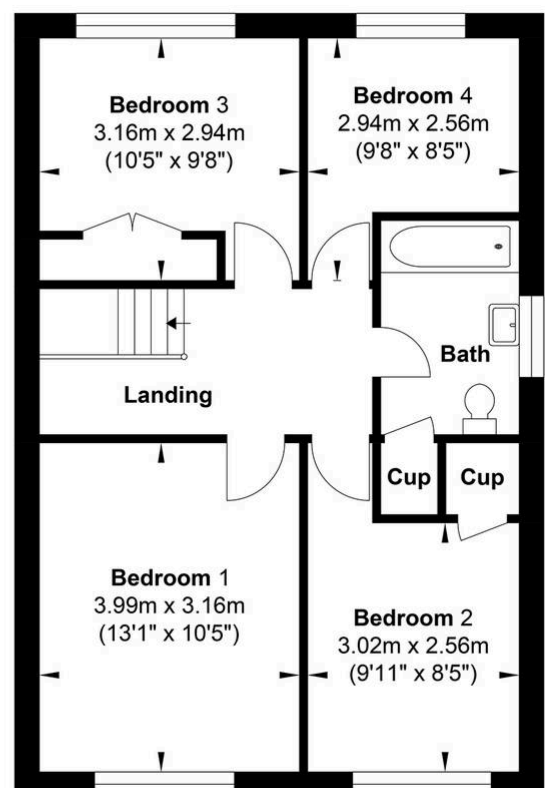 Bedroom 3
3.16m x 2.94m
(10'5" x 9'8")
Bedroom 4
2.94m x 2.56m
(9'8" x 8'5")
Bath
Landing
Cup
Cup
Bedroom 1
3.99m x 3.16m
(13'1" x 10'5")
Bedroom 2
3.02m x 2.56m
(9'11" x 8'5")